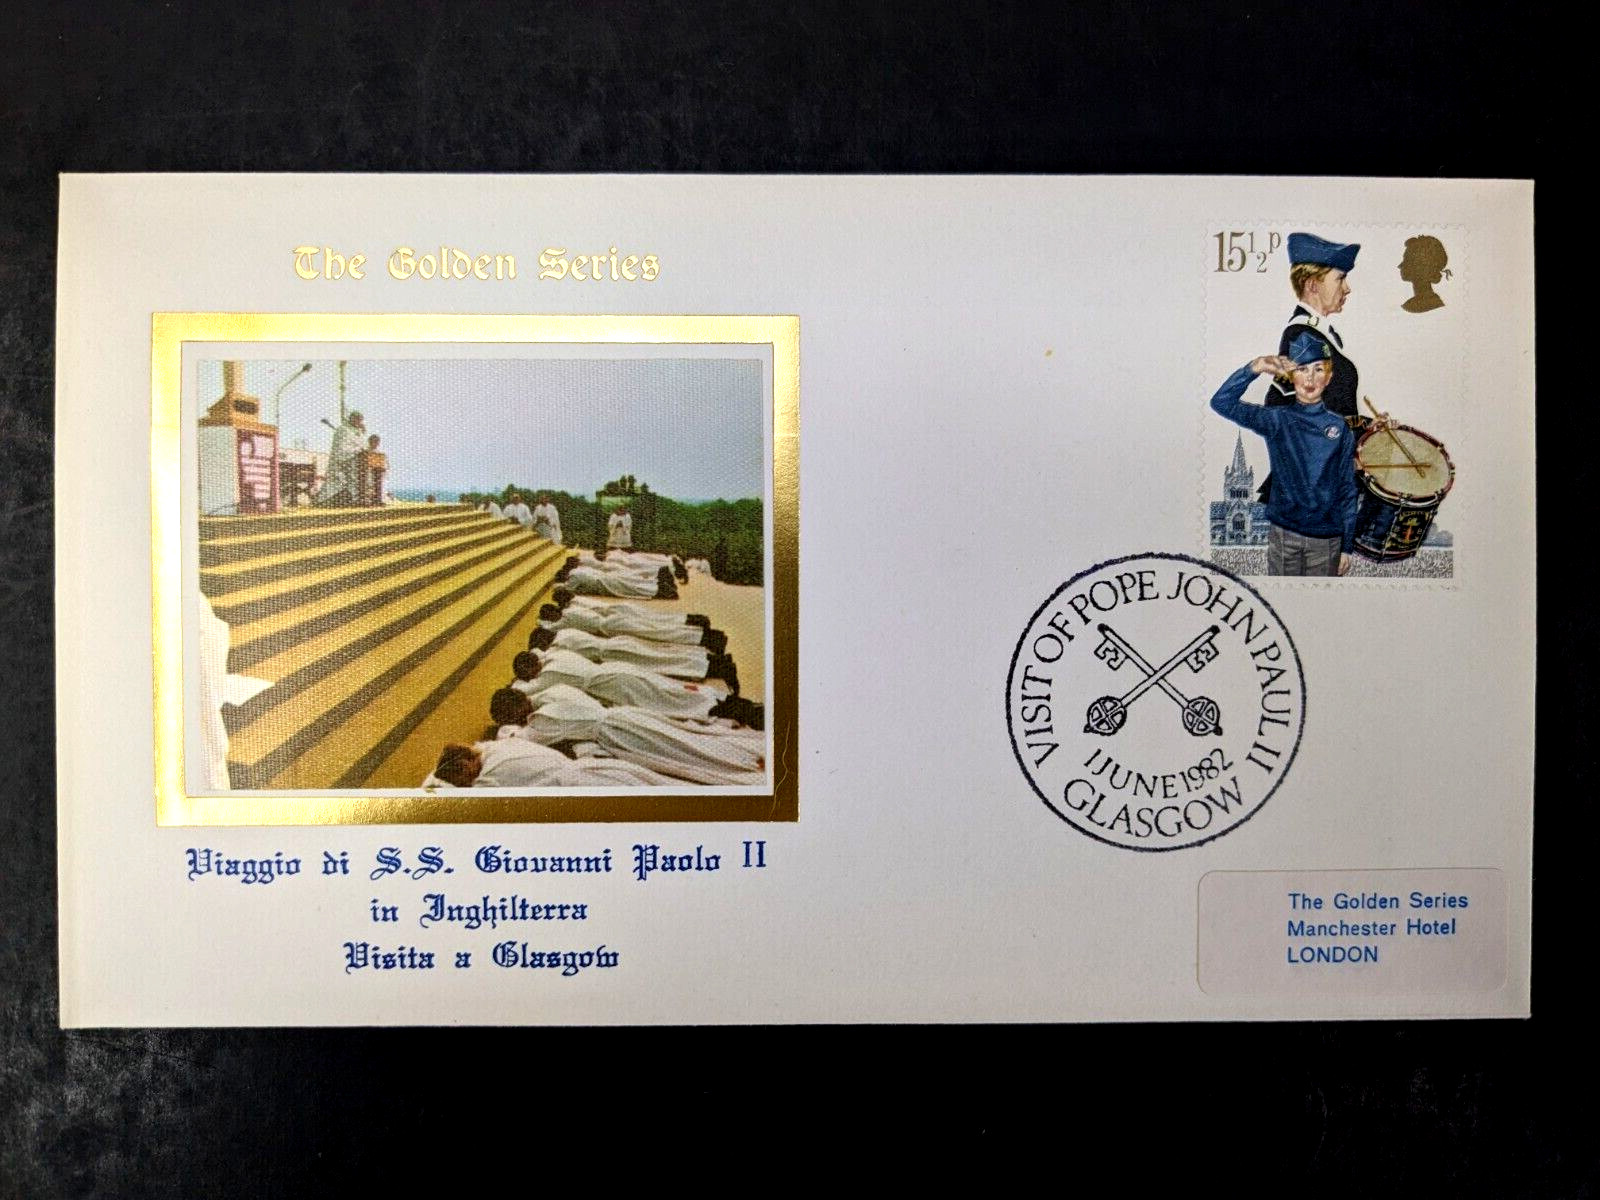 The Golden Series
15½p
VISIT OF POPE JOHN PAUL II
1 JUNE 1982
GLASGOW
Viaggio di S.S. Giovanni Paolo II
in Inghilterra
Visita a Glasgow
The Golden Series
Manchester Hotel
LONDON